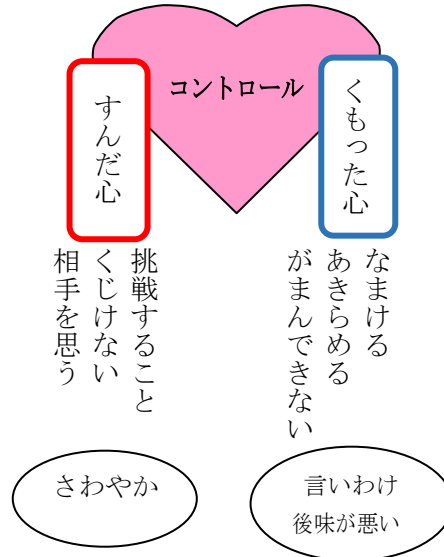 コントロール
くもった心
なまける
あきらめる
がまんできない
言いわけ
後味が悪い
すんだ心
挑戦すること
くじけない
相手を思う
さわやか